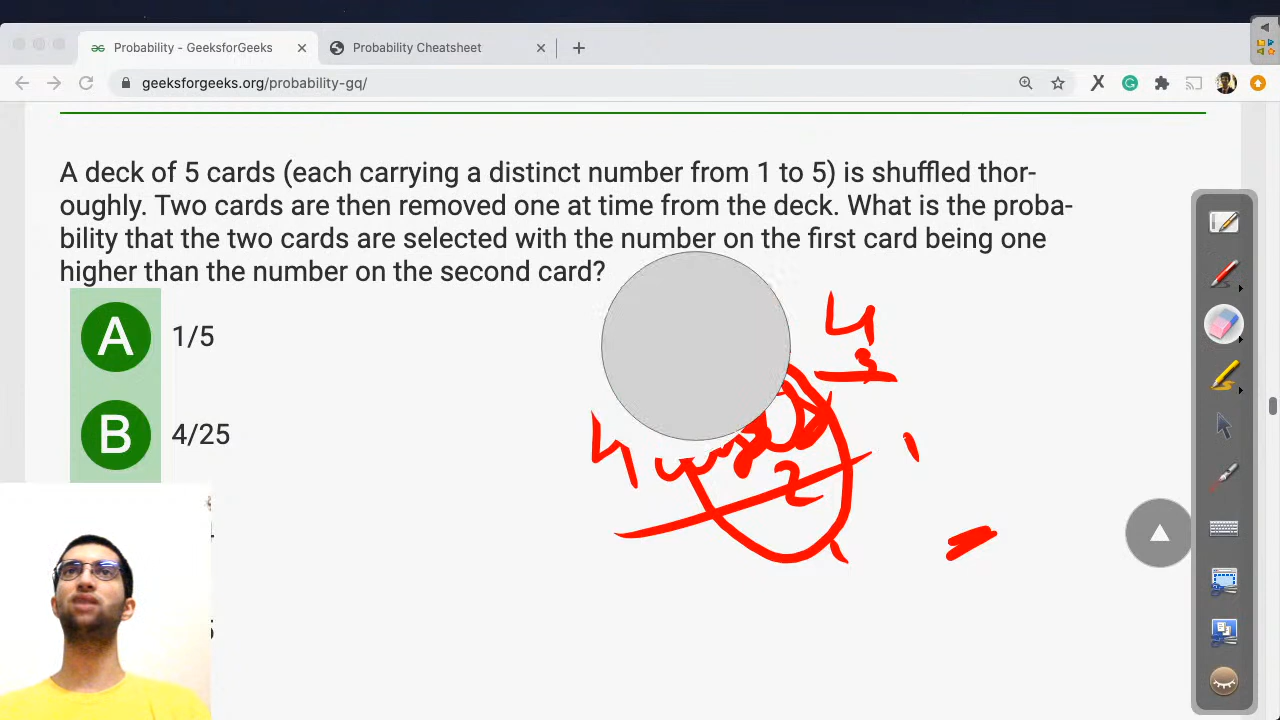 Probability - GeeksforGeeks
Probability Cheatsheet
geeksforgeeks.org/probability-gq/
A deck of 5 cards (each carrying a distinct number from 1 to 5) is shuffled thor-
oughly. Two cards are then removed one at time from the deck. What is the proba-
bility that the two cards are selected with the number on the first card being one
higher than the number on the second card?
A 1/5
B 4/25
4
4
2